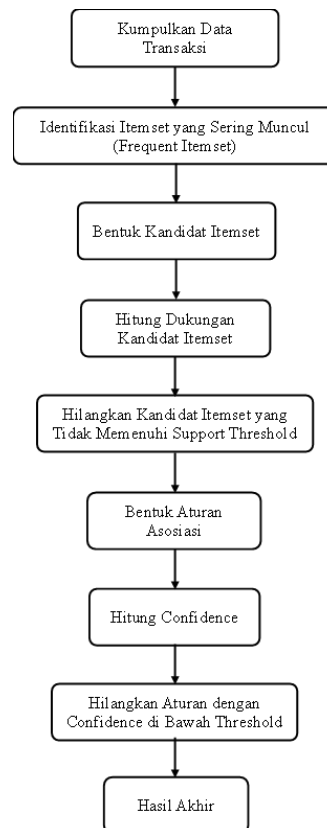 Kumpulkan Data
Transaksi
Identifikasi Itemset yang Sering Muncul
(Frequent Itemset)
Bentuk Kandidat Itemset
Hitung Dukungan
Kandidat Itemset
Hilangkan Kandidat Itemset yang
Tidak Memenuhi Support Threshold
Bentuk Aturan
Asosiasi
Hitung Confidence
Hilangkan Aturan dengan
Confidence di Bawah Threshold
Hasil Akhir